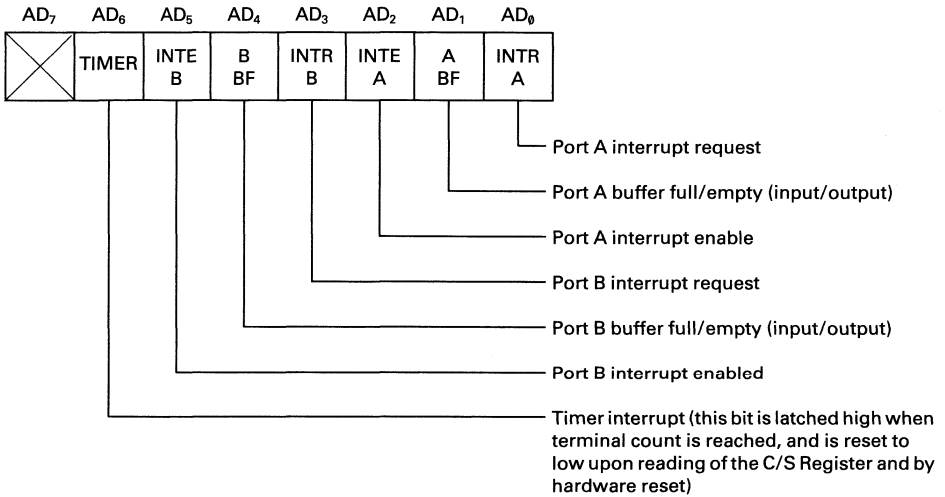 AD₇ AD₆ AD₅ AD₄ AD₃ AD₂ AD₁ AD₀
TIMER INTE B INTR INTE A INTR
B BF B A BF A
Port A interrupt request
Port A buffer full/empty (input/output)
Port A interrupt enable
Port B interrupt request
Port B buffer full/empty (input/output)
Port B interrupt enabled
Timer interrupt (this bit is latched high when
terminal count is reached, and is reset to
low upon reading of the C/S Register and by
hardware reset)